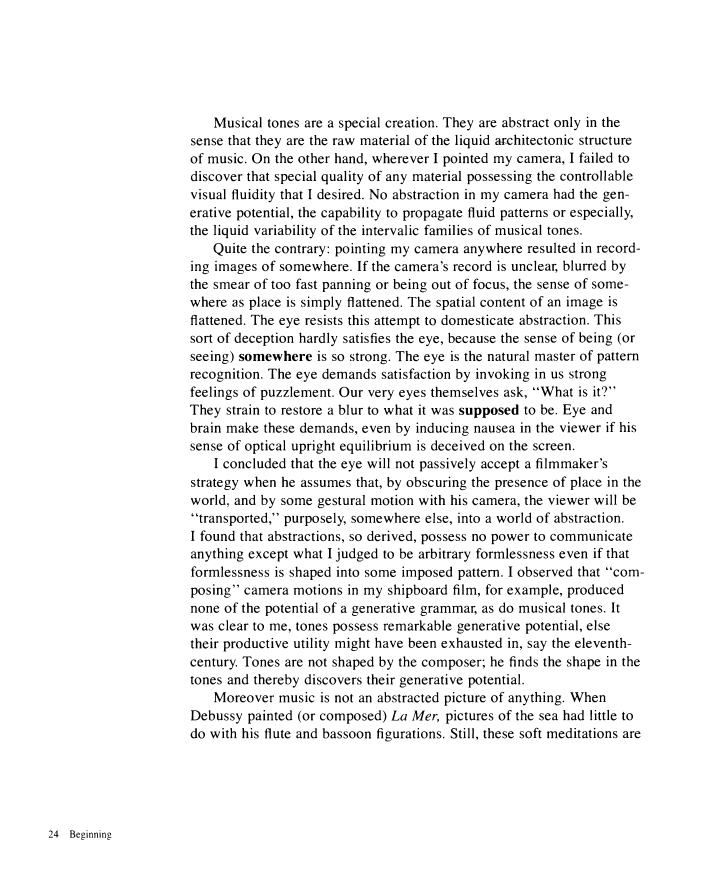 Musical tones are a special creation. They are abstract only in the
sense that they are the raw material of the liquid architectonic structure
of music. On the other hand, wherever I pointed my camera, I failed to
discover that special quality of any material possessing the controllable
visual fluidity that I desired. No abstraction in my camera had the gen-
erative potential, the capability to propagate fluid patterns or especially,
the liquid variability of the intervalic families of musical tones.
Quite the contrary: pointing my camera anywhere resulted in record-
ing images of somewhere. If the camera's record is unclear, blurred by
the smear of too fast panning or being out of focus, the sense of some-
where as place is simply flattened. The spatial content of an image is
flattened. The eye resists this attempt to domesticate abstraction. This
sort of deception hardly satisfies the eye, because the sense of being (or
seeing) somewhere is so strong. The eye is the natural master of pattern
recognition. The eye demands satisfaction by invoking in us strong
feelings of puzzlement. Our very eyes themselves ask, "What is it?"
They strain to restore a blur to what it was supposed to be. Eye and
brain make these demands, even by inducing nausea in the viewer if his
sense of optical upright equilibrium is deceived on the screen.
I concluded that the eye will not passively accept a filmmaker's
strategy when he assumes that, by obscuring the presence of place in the
world, and by some gestural motion with his camera, the viewer will be
"transported," purposely, somewhere else, into a world of abstraction.
I found that abstractions, so derived, possess no power to communicate
anything except what I judged to be arbitrary formlessness even if that
formlessness is shaped into some imposed pattern. I observed that "com-
posing" camera motions in my shipboard film, for example, produced
none of the potential of a generative grammar, as do musical tones. It
was clear to me, tones possess remarkable generative potential, else
their productive utility might have been exhausted in, say the eleventh-
century. Tones are not shaped by the composer; he finds the shape in the
tones and thereby discovers their generative potential.
Moreover music is not an abstracted picture of anything. When
Debussy painted (or composed) La Mer, pictures of the sea had little to
do with his flute and bassoon figurations. Still, these soft meditations are
24 Beginning